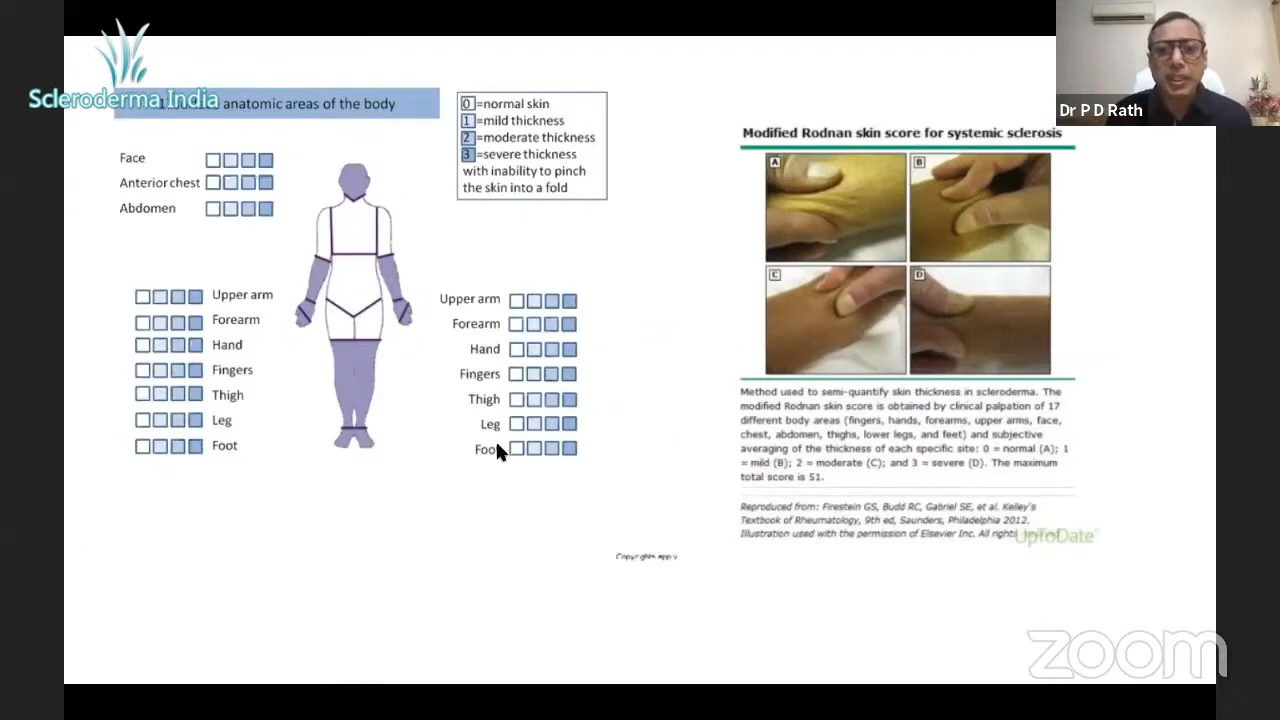 Scleroderma India
anatomic areas of the body
0 =normal skin
1 =mild thickness
2 =moderate thickness
3 =severe thickness
with inability to pinch
the skin into a fold
Face
Anterior chest
Abdomen
Upper arm
Forearm
Hand
Fingers
Thigh
Leg
Foot
Upper arm
Forearm
Hand
Fingers
Thigh
Leg
Foot
Dr P D Rath
Modified Rodnan skin score for systemic sclerosis
A
B
C
D
Method used to semi-quantify skin thickness in scleroderma. The
modified Rodnan skin score is obtained by clinical palpation of 17
different body areas (fingers, hands, forearms, upper arms, face,
chest, abdomen, thighs, lower legs, and feet) and subjective
averaging of the thickness of each specific site: 0 = normal (A); 1
= mild (B); 2 = moderate (C); and 3 = severe (D). The maximum
total score is 51.
Reproduced from: Firestein GS, Budd RC, Gabriel SE, et al. Kelley's
Textbook of Rheumatology, 9th ed, Saunders, Philadelphia 2012.
Illustration used with the permission of Elsevier Inc. All rights
UpToDate
Copyrights apply
zoom